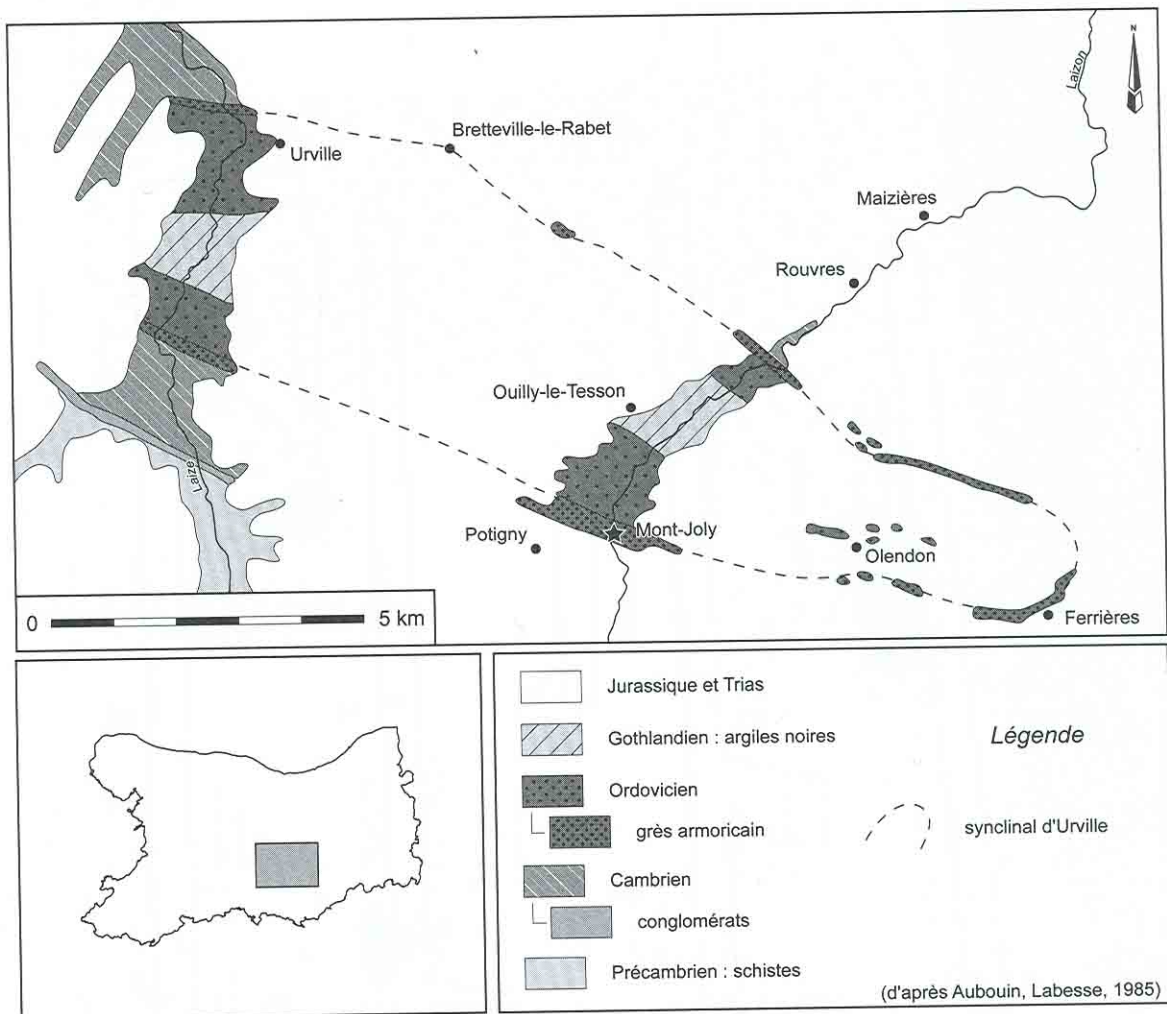 N
Laizon
Bretteville-le-Rabet
Urville
Maizières
Rouvres
Ouilly-le-Tesson
Laize
Potigny
Mont-Joly
Olendon
Ferrières
0 5 km
Jurassique et Trias
Gothlandien : argiles noires
Légende
Ordovicien
grès armoricain
synclinal d'Urville
Cambrien
conglomérats
Précambrien : schistes
(d'après Aubouin, Labesse, 1985)